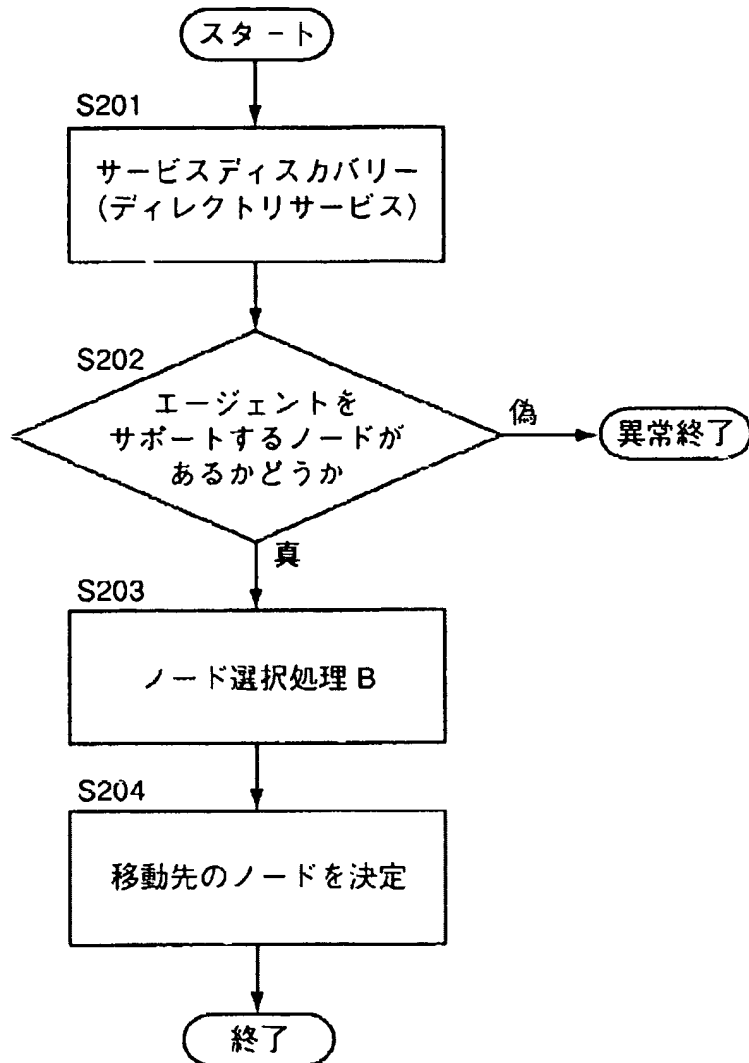 スタート
S201
サービスディスカバリー
(ディレクトリサービス)
S202
エージェントを
サポートするノードが
あるかどうか
偽
異常終了
真
S203
ノード選択処理 B
S204
移動先のノードを決定
終了